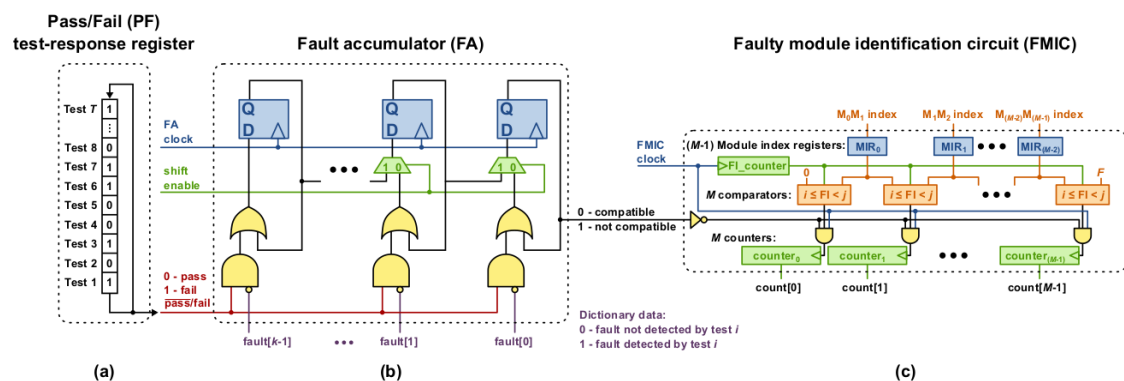 Pass/Fail (PF)
test-response register
Test T 1
⋮
Test 8 0
Test 7 1
Test 6 1
Test 5 0
Test 4 0
Test 3 1
Test 2 0
Test 1 1
(a)
Fault accumulator (FA)
Q Q Q
D D D
FA
clock
shift
enable
••• 1 0 1 0
0 - pass
1 - fail
pass/fail
fault[k-1] ••• fault[1] fault[0]
(b)
0 - compatible
1 - not compatible
Dictionary data:
0 - fault not detected by test i
1 - fault detected by test i
Faulty module identification circuit (FMIC)
M0M1 index M1M2 index M(M-2)M(M-1) index
FMIC
clock
(M-1) Module index registers: MIR0 MIR1 ••• MIR(M-2)
FI_counter
0 F
M comparators: i ≤ FI < j i ≤ FI < j ••• i ≤ FI < j
M counters:
counter0 counter1 ••• counter(M-1)
count[0] count[1] count[M-1]
(c)